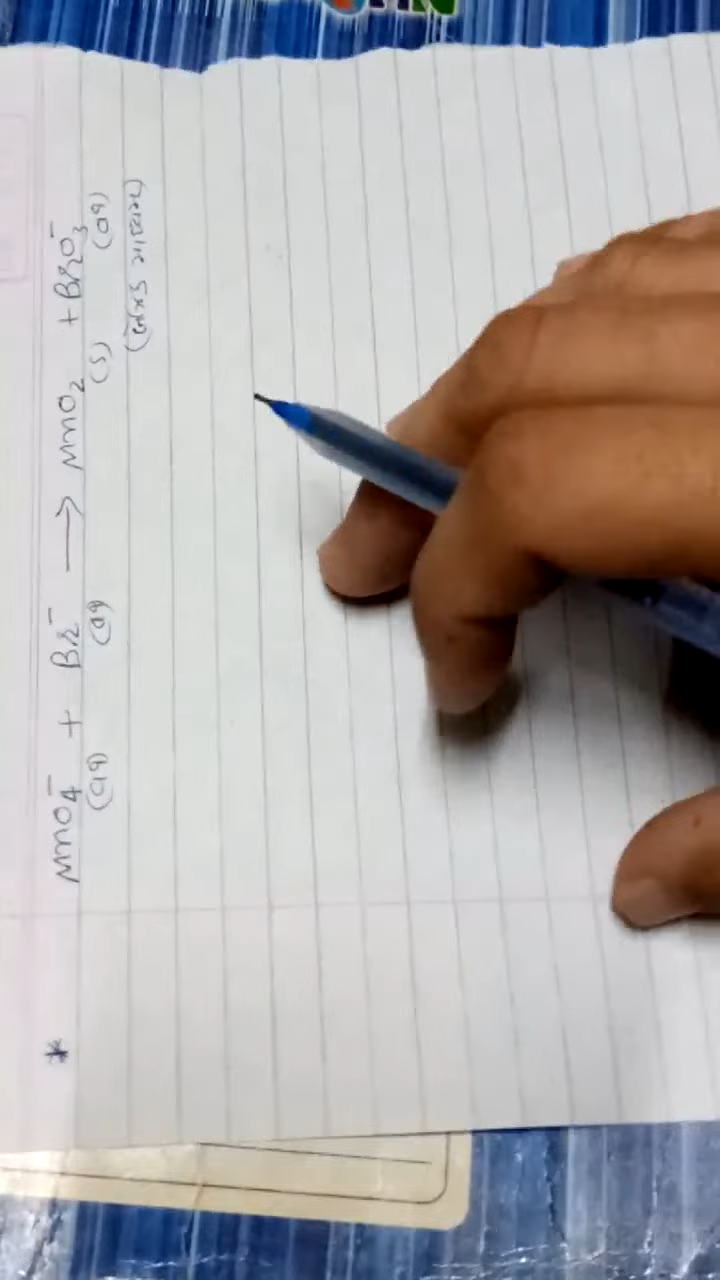 * MnO₄⁻ + Br⁻ ⟶ MnO₂ + BrO₃⁻
(aq) (aq) (s) (aq)